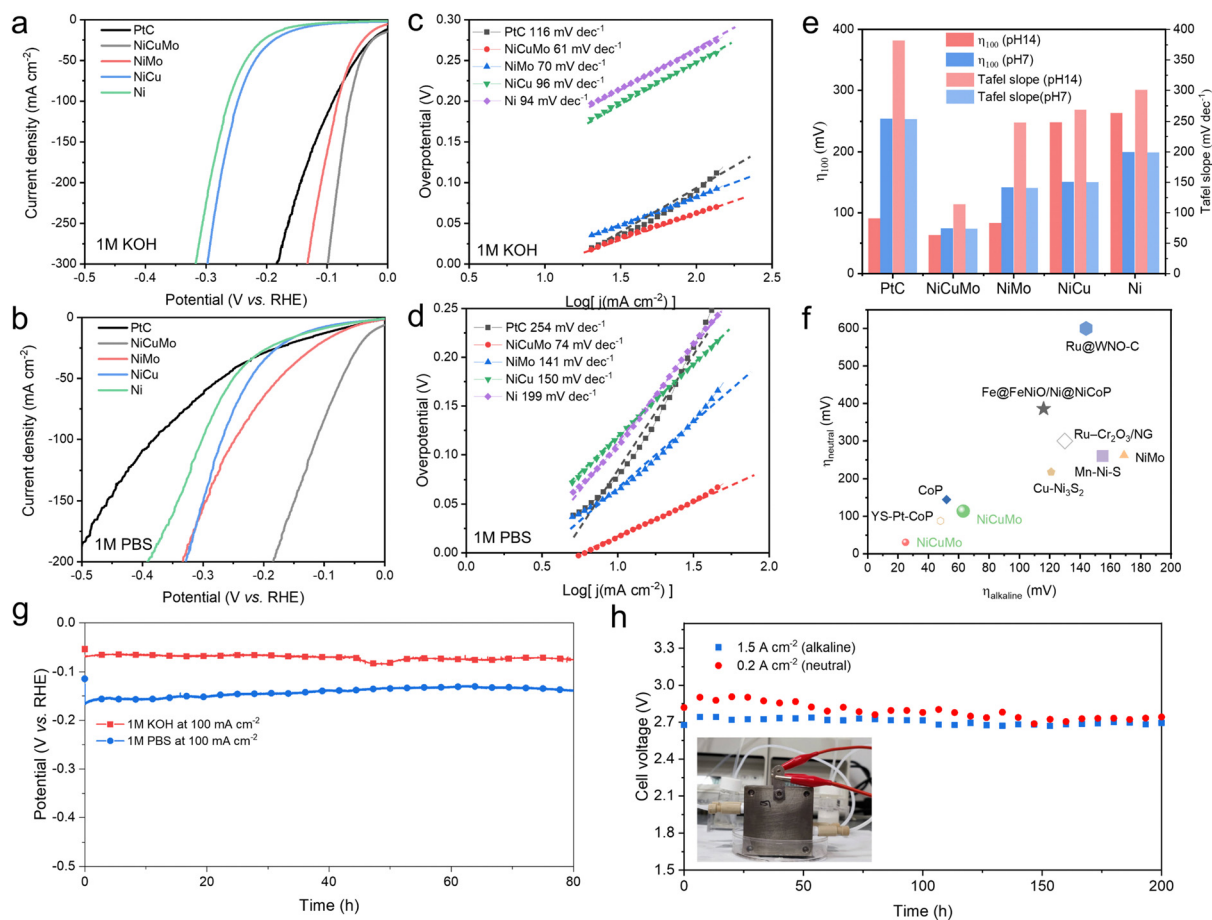 a
PtC
NiCuMo
NiMo
NiCu
Ni
1M KOH
Current density (mA cm⁻²)
0
-50
-100
-150
-200
-250
-300
-0.5
-0.4
-0.3
-0.2
-0.1
0.0
Potential (V vs. RHE)
b
PtC
NiCuMo
NiMo
NiCu
Ni
1M PBS
Current density (mA cm⁻²)
0
-50
-100
-150
-200
-0.5
-0.4
-0.3
-0.2
-0.1
0.0
Potential (V vs. RHE)
c
PtC 116 mV dec⁻¹
NiCuMo 61 mV dec⁻¹
NiMo 70 mV dec⁻¹
NiCu 96 mV dec⁻¹
Ni 94 mV dec⁻¹
1M KOH
Overpotential (V)
0.30
0.25
0.20
0.15
0.10
0.05
0.00
0.5
1.0
1.5
2.0
2.5
Log[ j(mA cm⁻²) ]
d
PtC 254 mV dec⁻¹
NiCuMo 74 mV dec⁻¹
NiMo 141 mV dec⁻¹
NiCu 150 mV dec⁻¹
Ni 199 mV dec⁻¹
1M PBS
Overpotential (V)
0.25
0.20
0.15
0.10
0.05
0.00
0.0
0.5
1.0
1.5
2.0
Log[ j(mA cm⁻²) ]
e
η₁₀₀ (pH14)
η₁₀₀ (pH7)
Tafel slope (pH14)
Tafel slope(pH7)
η₁₀₀ (mV)
400
300
200
100
0
Tafel slope (mV dec⁻¹)
400
350
300
250
200
150
100
50
0
PtC
NiCuMo
NiMo
NiCu
Ni
f
Ru@WNO-C
Fe@FeNiO/Ni@NiCoP
Ru–Cr₂O₃/NG
NiMo
Mn-Ni-S
Cu-Ni₃S₂
CoP
YS-Pt-CoP
NiCuMo
NiCuMo
η_neutral (mV)
600
500
400
300
200
100
0
0
20
40
60
80
100
120
140
160
180
200
η_alkaline (mV)
g
1M KOH at 100 mA cm⁻²
1M PBS at 100 mA cm⁻²
Potential (V vs. RHE)
0.0
-0.1
-0.2
-0.3
-0.4
-0.5
0
20
40
60
80
Time (h)
h
1.5 A cm⁻² (alkaline)
0.2 A cm⁻² (neutral)
Cell voltage (V)
3.3
3.0
2.7
2.4
2.1
1.8
1.5
0
50
100
150
200
Time (h)